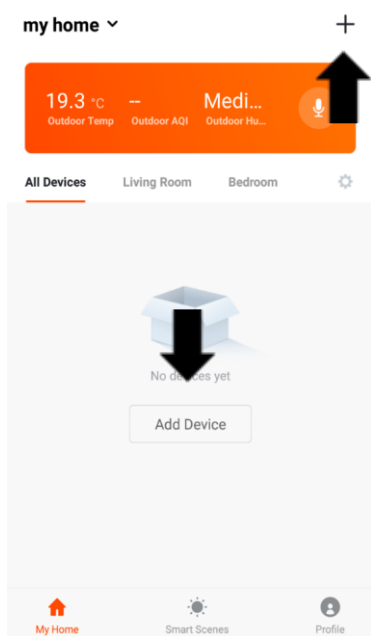 my home
19.3 °C -- Medi...
Outdoor Temp Outdoor AQI Outdoor Hu...
All Devices Living Room Bedroom
No devices yet
Add Device
My Home Smart Scenes Profile